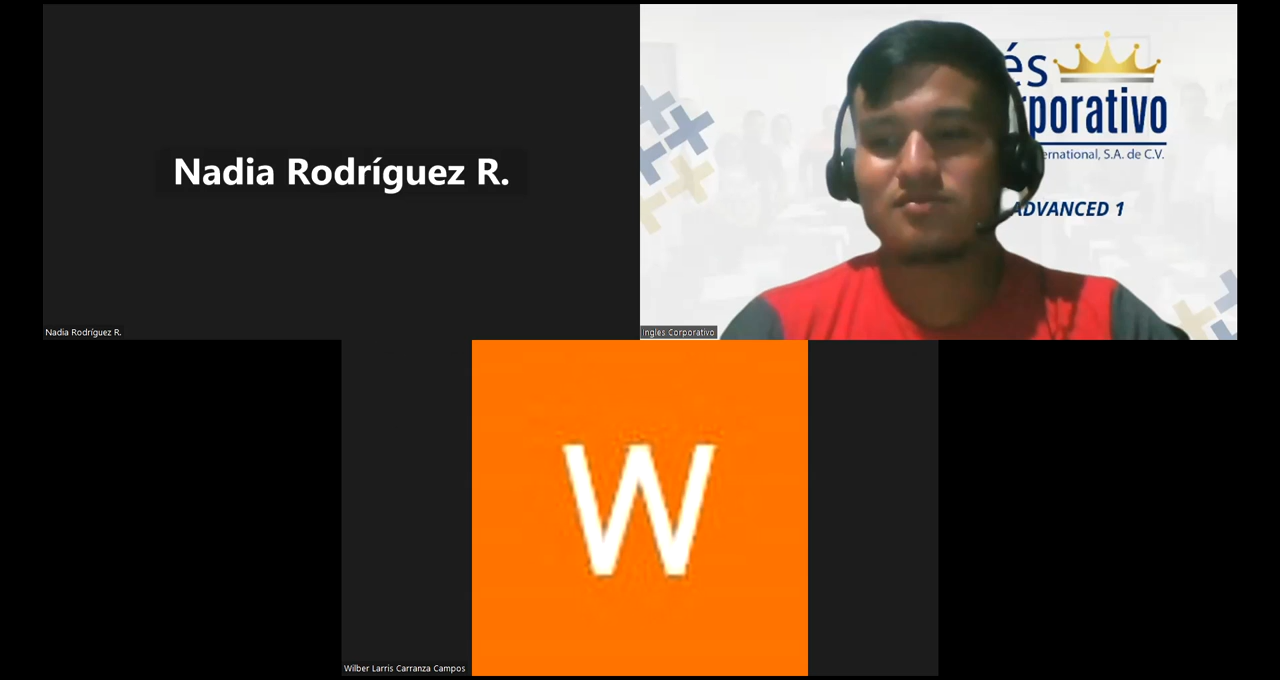 Nadia Rodríguez R.
és
rporativo
ernational, S.A. de C.V.
ADVANCED 1
Nadia Rodríguez R.
Ingles Corporativo
W
Wilber Larris Carranza Campos